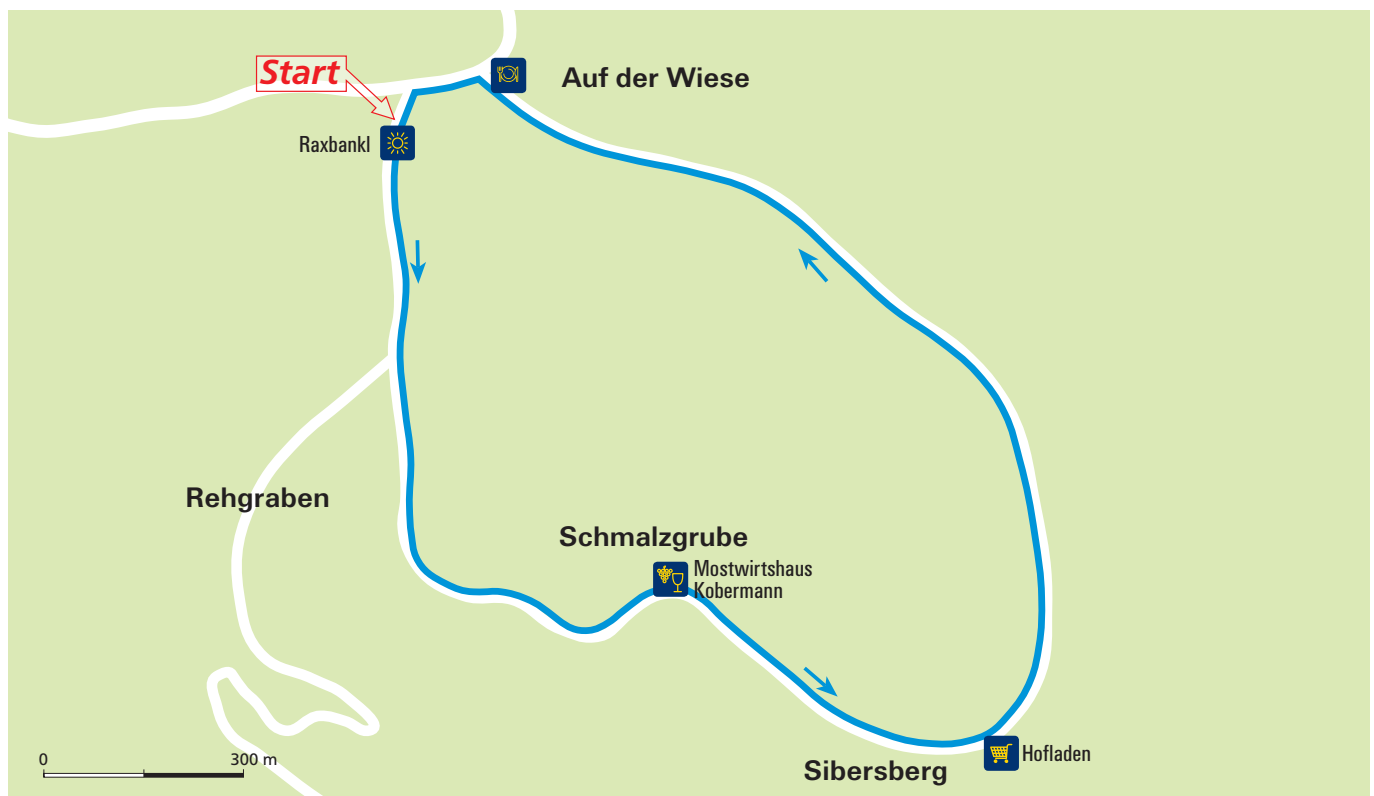 Start
Auf der Wiese
Raxbankl
Rehgraben
Schmalzgrube
Mostwirtshaus
Kobermann
0
300 m
Sibersberg
Hofladen